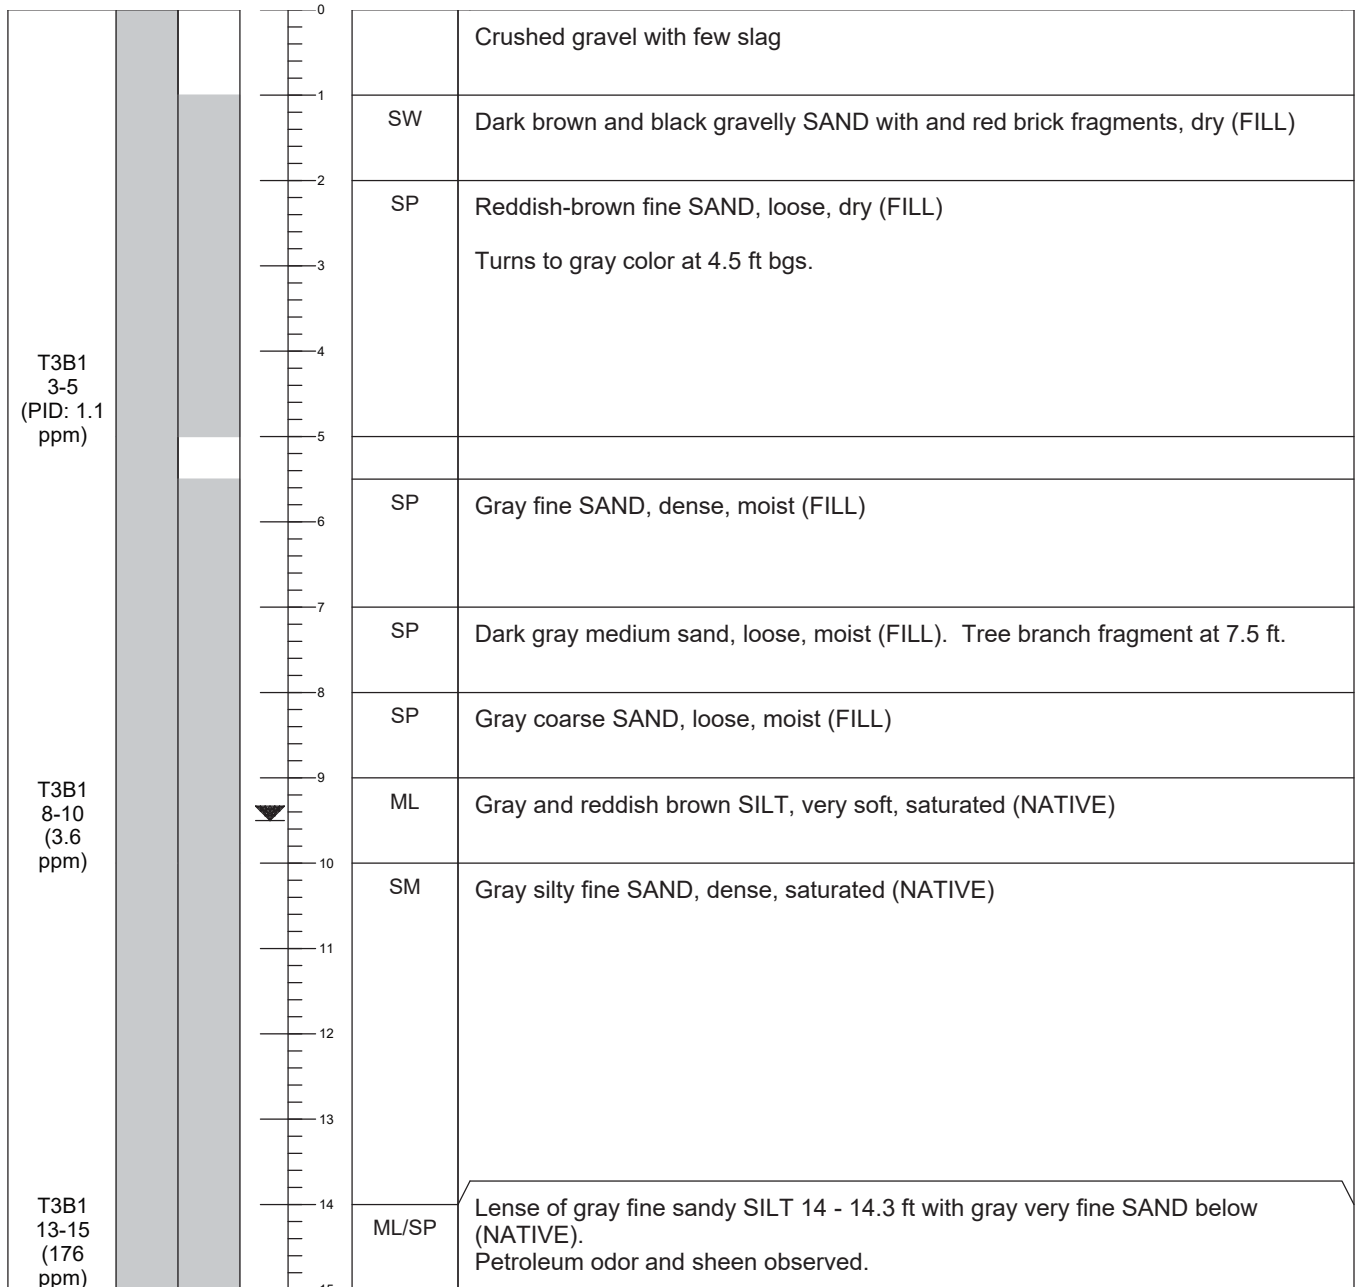 0
Crushed gravel with few slag
1
SW
Dark brown and black gravelly SAND with and red brick fragments, dry (FILL)
2
SP
Reddish-brown fine SAND, loose, dry (FILL)
Turns to gray color at 4.5 ft bgs.
3
4
T3B1
3-5
(PID: 1.1
ppm)
5
SP
Gray fine SAND, dense, moist (FILL)
6
7
SP
Dark gray medium sand, loose, moist (FILL).  Tree branch fragment at 7.5 ft.
8
SP
Gray coarse SAND, loose, moist (FILL)
9
T3B1
8-10
(3.6
ppm)
ML
Gray and reddish brown SILT, very soft, saturated (NATIVE)
10
SM
Gray silty fine SAND, dense, saturated (NATIVE)
11
12
13
14
T3B1
13-15
(176
ppm)
ML/SP
Lense of gray fine sandy SILT 14 - 14.3 ft with gray very fine SAND below
(NATIVE).
Petroleum odor and sheen observed.
15